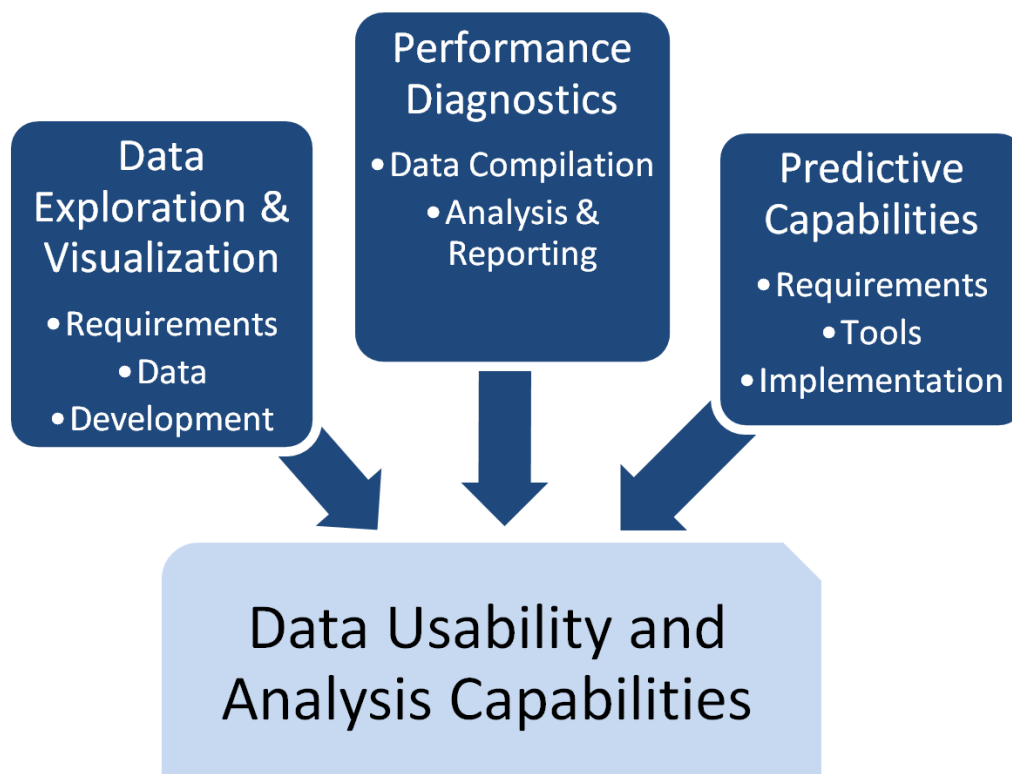 Data
Exploration &
Visualization
•Requirements
•Data
•Development
Performance
Diagnostics
•Data Compilation
•Analysis &
Reporting
Predictive
Capabilities
•Requirements
•Tools
•Implementation
Data Usability and
Analysis Capabilities